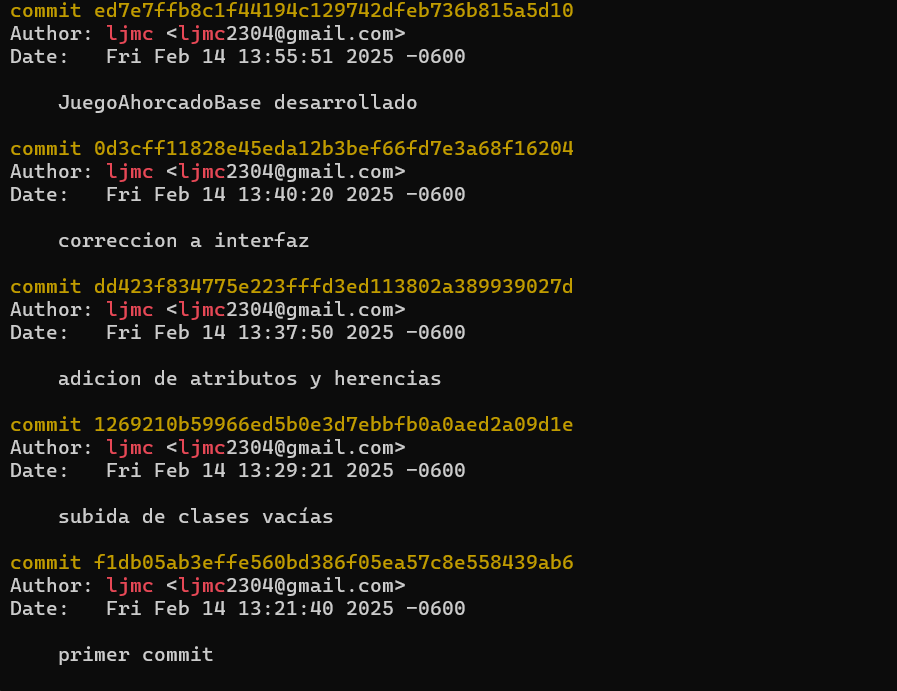 commit ed7e7ffb8c1f44194c129742dfeb736b815a5d10
Author: ljmc <ljmc2304@gmail.com>
Date:   Fri Feb 14 13:55:51 2025 -0600
JuegoAhorcadoBase desarrollado
commit 0d3cff11828e45eda12b3bef66fd7e3a68f16204
Author: ljmc <ljmc2304@gmail.com>
Date:   Fri Feb 14 13:40:20 2025 -0600
correccion a interfaz
commit dd423f834775e223fffd3ed113802a389939027d
Author: ljmc <ljmc2304@gmail.com>
Date:   Fri Feb 14 13:37:50 2025 -0600
adicion de atributos y herencias
commit 1269210b59966ed5b0e3d7ebbfb0a0aed2a09d1e
Author: ljmc <ljmc2304@gmail.com>
Date:   Fri Feb 14 13:29:21 2025 -0600
subida de clases vacías
commit f1db05ab3effe560bd386f05ea57c8e558439ab6
Author: ljmc <ljmc2304@gmail.com>
Date:   Fri Feb 14 13:21:40 2025 -0600
primer commit